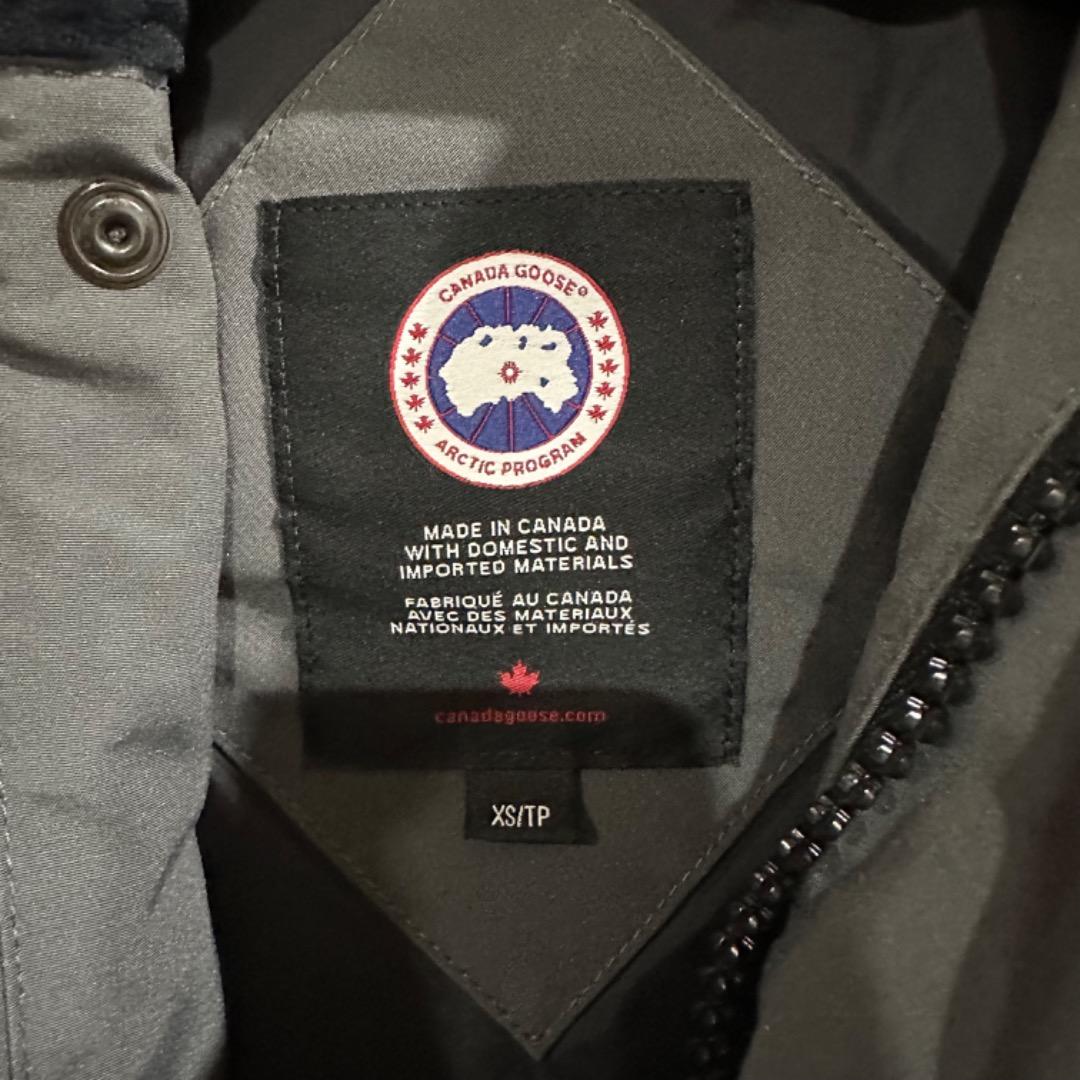 CANADA GOOSE®
ARCTIC PROGRAM
MADE IN CANADA
WITH DOMESTIC AND
IMPORTED MATERIALS
FABRIQUÉ AU CANADA
AVEC DES MATERIAUX
NATIONAUX ET IMPORTÉS
canadagoose.com
XS/TP